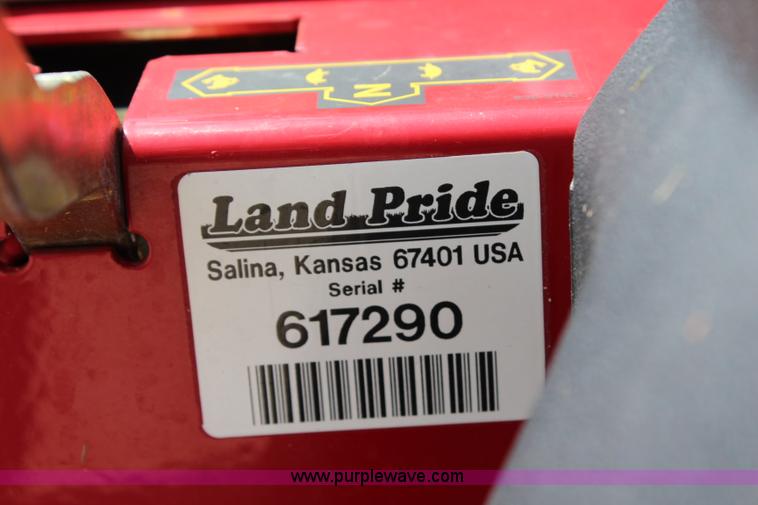 N
Land Pride
Salina, Kansas 67401 USA
Serial #
617290
www.purplewave.com